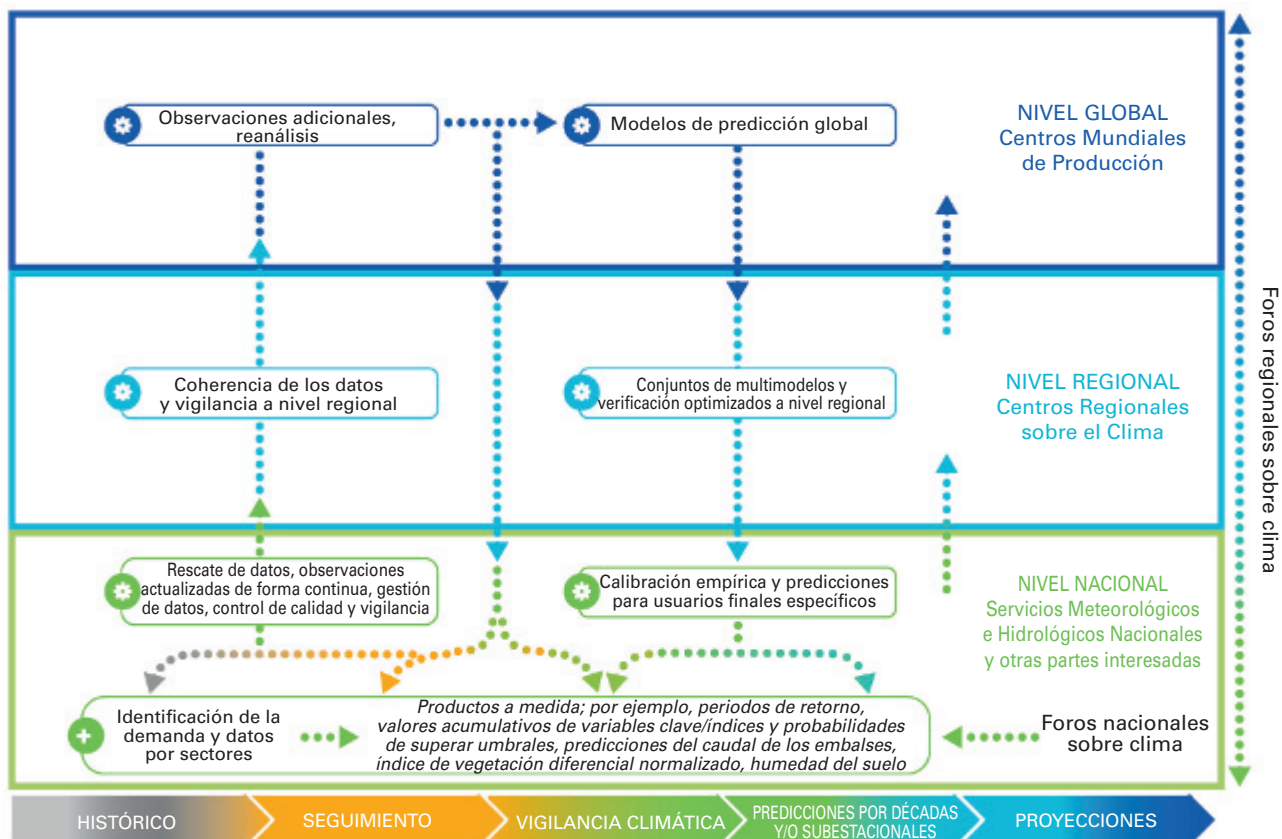 Observaciones adicionales,
reanálisis
Modelos de predicción global
NIVEL GLOBAL
Centros Mundiales
de Producción
Coherencia de los datos
y vigilancia a nivel regional
Conjuntos de multimodelos y
verificación optimizados a nivel regional
NIVEL REGIONAL
Centros Regionales
sobre el Clima
Foros regionales sobre clima
Rescate de datos, observaciones
actualizadas de forma continua, gestión
de datos, control de calidad y vigilancia
Calibración empírica y predicciones
para usuarios finales específicos
NIVEL NACIONAL
Servicios Meteorológicos
e Hidrológicos Nacionales
y otras partes interesadas
Identificación de la
demanda y datos
por sectores
Productos a medida; por ejemplo, periodos de retorno,
valores acumulativos de variables clave/índices y probabilidades
de superar umbrales, predicciones del caudal de los embalses,
índice de vegetación diferencial normalizado, humedad del suelo
Foros nacionales
sobre clima
HISTÓRICO
SEGUIMIENTO
VIGILANCIA CLIMÁTICA
PREDICCIONES POR DÉCADAS
Y/O SUBESTACIONALES
PROYECCIONES